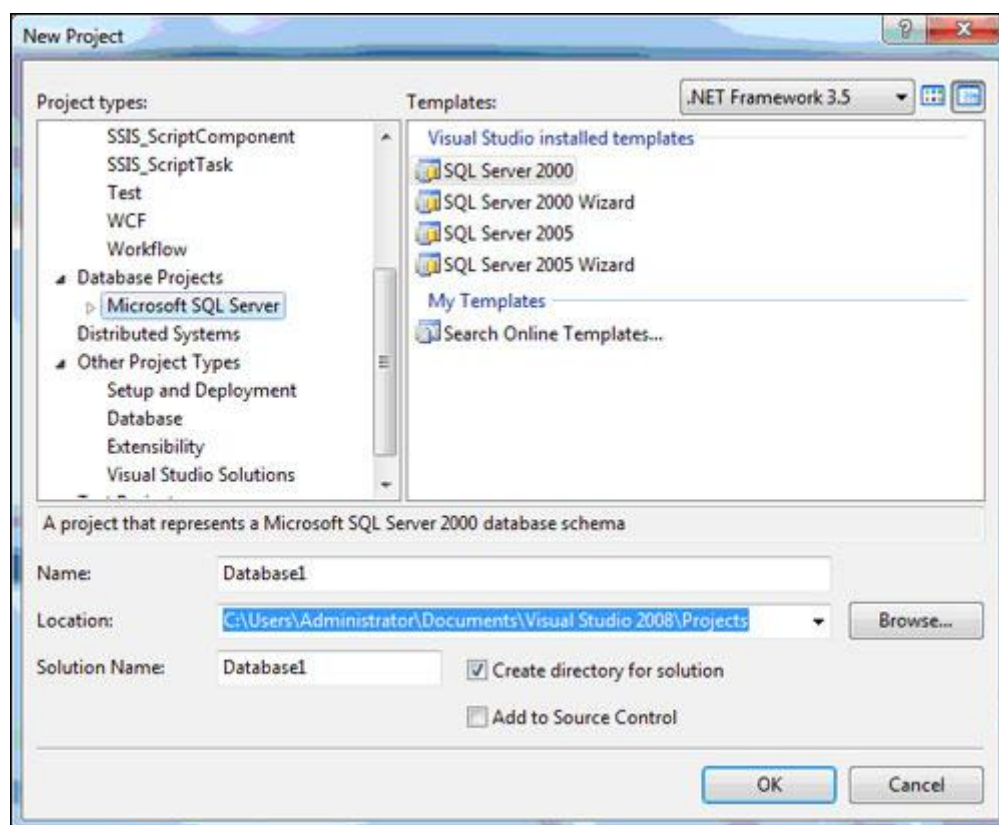 New Project
Project types:
Templates:
.NET Framework 3.5
SSIS_ScriptComponent
SSIS_ScriptTask
Test
WCF
Workflow
Database Projects
Microsoft SQL Server
Distributed Systems
Other Project Types
Setup and Deployment
Database
Extensibility
Visual Studio Solutions
Visual Studio installed templates
SQL Server 2000
SQL Server 2000 Wizard
SQL Server 2005
SQL Server 2005 Wizard
My Templates
Search Online Templates...
A project that represents a Microsoft SQL Server 2000 database schema
Name:
Database1
Location:
C:\Users\Administrator\Documents\Visual Studio 2008\Projects
Browse...
Solution Name:
Database1
Create directory for solution
Add to Source Control
OK
Cancel